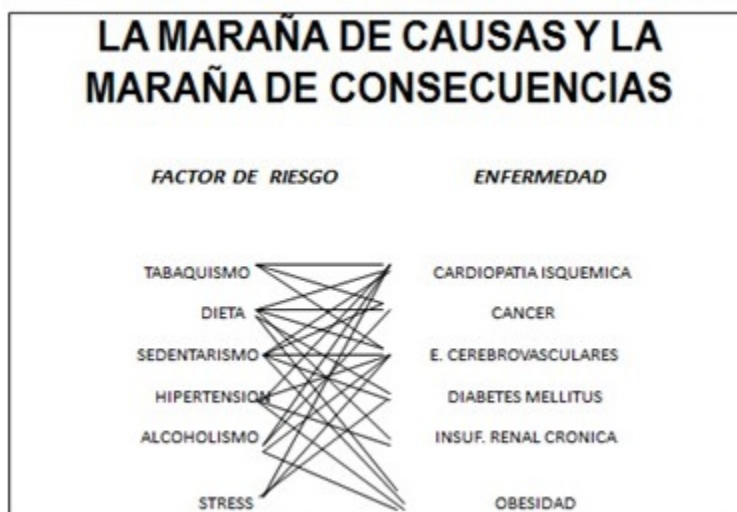 LA MARAÑA DE CAUSAS Y LA
MARAÑA DE CONSECUENCIAS
FACTOR DE RIESGO ENFERMEDAD
TABAQUISMO CARDIOPATIA ISQUEMICA
DIETA CANCER
SEDENTARISMO E. CEREBROVASCULARES
HIPERTENSION DIABETES MELLITUS
ALCOHOLISMO INSUF. RENAL CRONICA
STRESS OBESIDAD